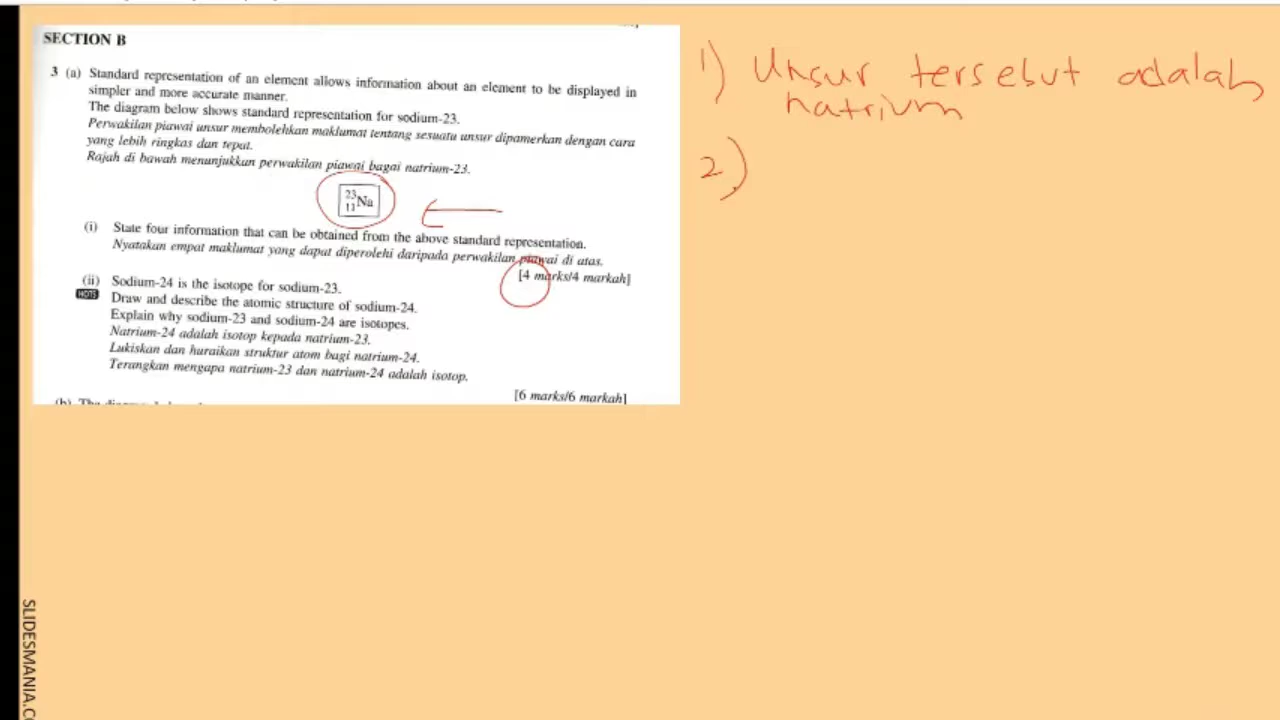 SECTION B
3 (a) Standard representation of an element allows information about an element to be displayed in
simpler and more accurate manner.
The diagram below shows standard representation for sodium-23.
Perwakilan piawai unsur membolehkan maklumat tentang sesuatu unsur dipamerkan dengan cara
yang lebih ringkas dan tepat.
Rajah di bawah menunjukkan perwakilan piawai bagai natrium-23.
23
11 Na
(i) State four information that can be obtained from the above standard representation.
Nyatakan empat maklumat yang dapat diperolehi daripada perwakilan piawai di atas.
[4 marks/4 markah]
(ii) Sodium-24 is the isotope for sodium-23.
HOTS Draw and describe the atomic structure of sodium-24.
Explain why sodium-23 and sodium-24 are isotopes.
Natrium-24 adalah isotop kepada natrium-23.
Lukiskan dan huraikan struktur atom bagi natrium-24.
Terangkan mengapa natrium-23 dan natrium-24 adalah isotop.
[6 marks/6 markah]
1) Unsur tersebut adalah
natrium
2)
SLIDESMANIA.C